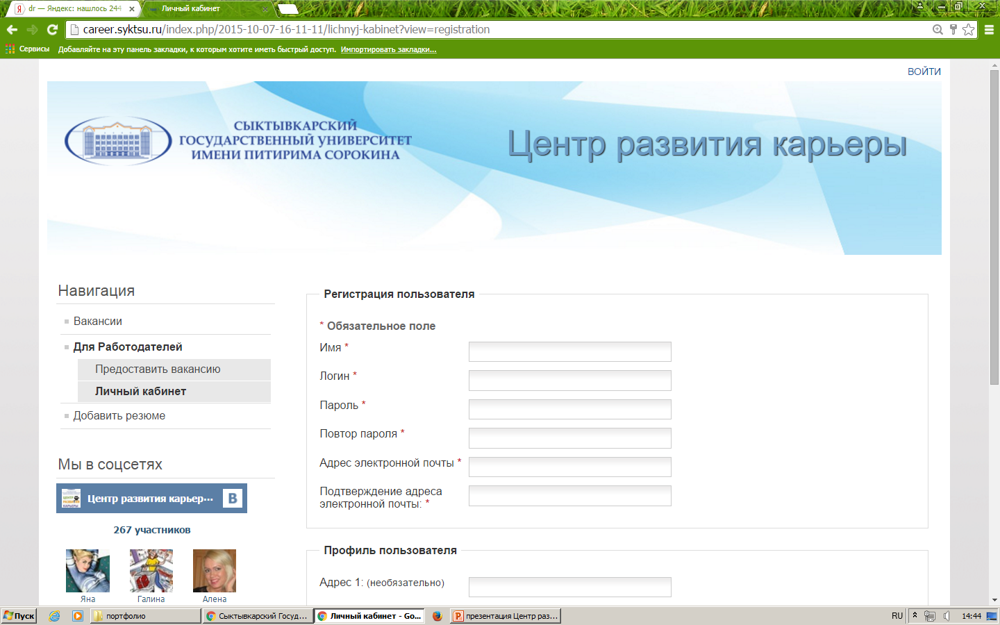 dr — Яндекс: нашлось 244
Личный кабинет
career.syktsu.ru/index.php/2015-10-07-16-11-11/lichnyj-kabinet?view=registration
Сервисы
Добавляйте на эту панель закладки, к которым хотите иметь быстрый доступ. Импортировать закладки...
ВОЙТИ
СЫКТЫВКАРСКИЙ
ГОСУДАРСТВЕННЫЙ УНИВЕРСИТЕТ
ИМЕНИ ПИТИРИМА СОРОКИНА
Центр развития карьеры
Навигация
Вакансии
Для Работодателей
Предоставить вакансию
Личный кабинет
Добавить резюме
Мы в соцсетях
ЦЕНТР РАЗВИТИЯ КАРЬЕРЫ
Центр развития карьер···
В
267 участников
Яна
Галина
Алена
Регистрация пользователя
* Обязательное поле
Имя *
Логин *
Пароль *
Повтор пароля *
Адрес электронной почты *
Подтверждение адреса
электронной почты: *
Профиль пользователя
Адрес 1: (необязательно)
Пуск
портфолио
Сыктывкарский Госуд...
Личный кабинет - Go...
презентация Центр раз...
RU
14:44